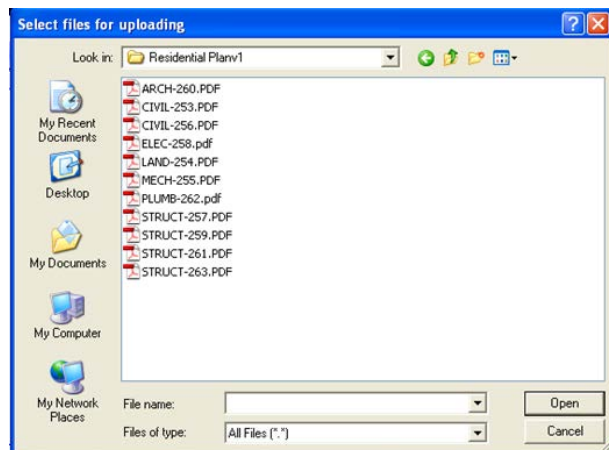 Select files for uploading
Look in: Residential Planv1
ARCH-260.PDF
CIVIL-253.PDF
CIVIL-256.PDF
ELEC-258.pdf
LAND-254.PDF
MECH-255.PDF
PLUMB-262.pdf
STRUCT-257.PDF
STRUCT-259.PDF
STRUCT-261.PDF
STRUCT-263.PDF
My Recent
Documents
Desktop
My Documents
My Computer
My Network
Places
File name: Open
Files of type: All Files (*.*) Cancel